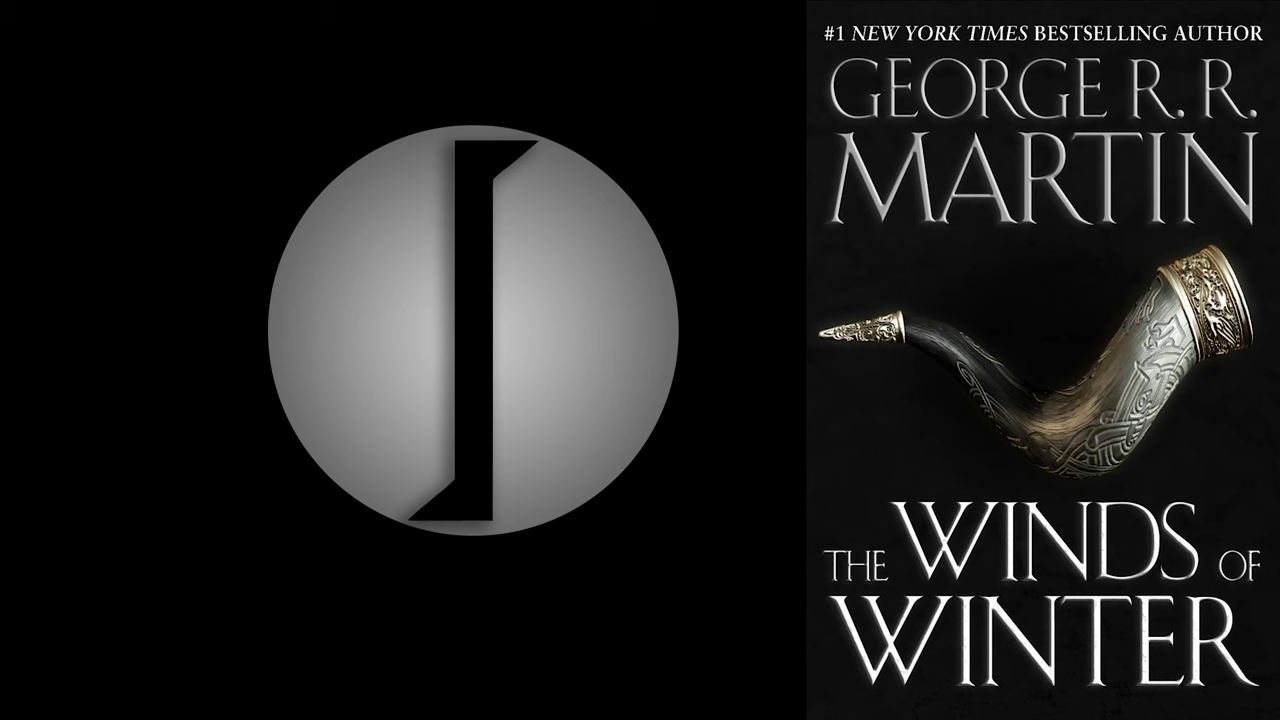 #1 NEW YORK TIMES BESTSELLING AUTHOR
GEORGE R. R.
MARTIN
THE WINDS OF
WINTER